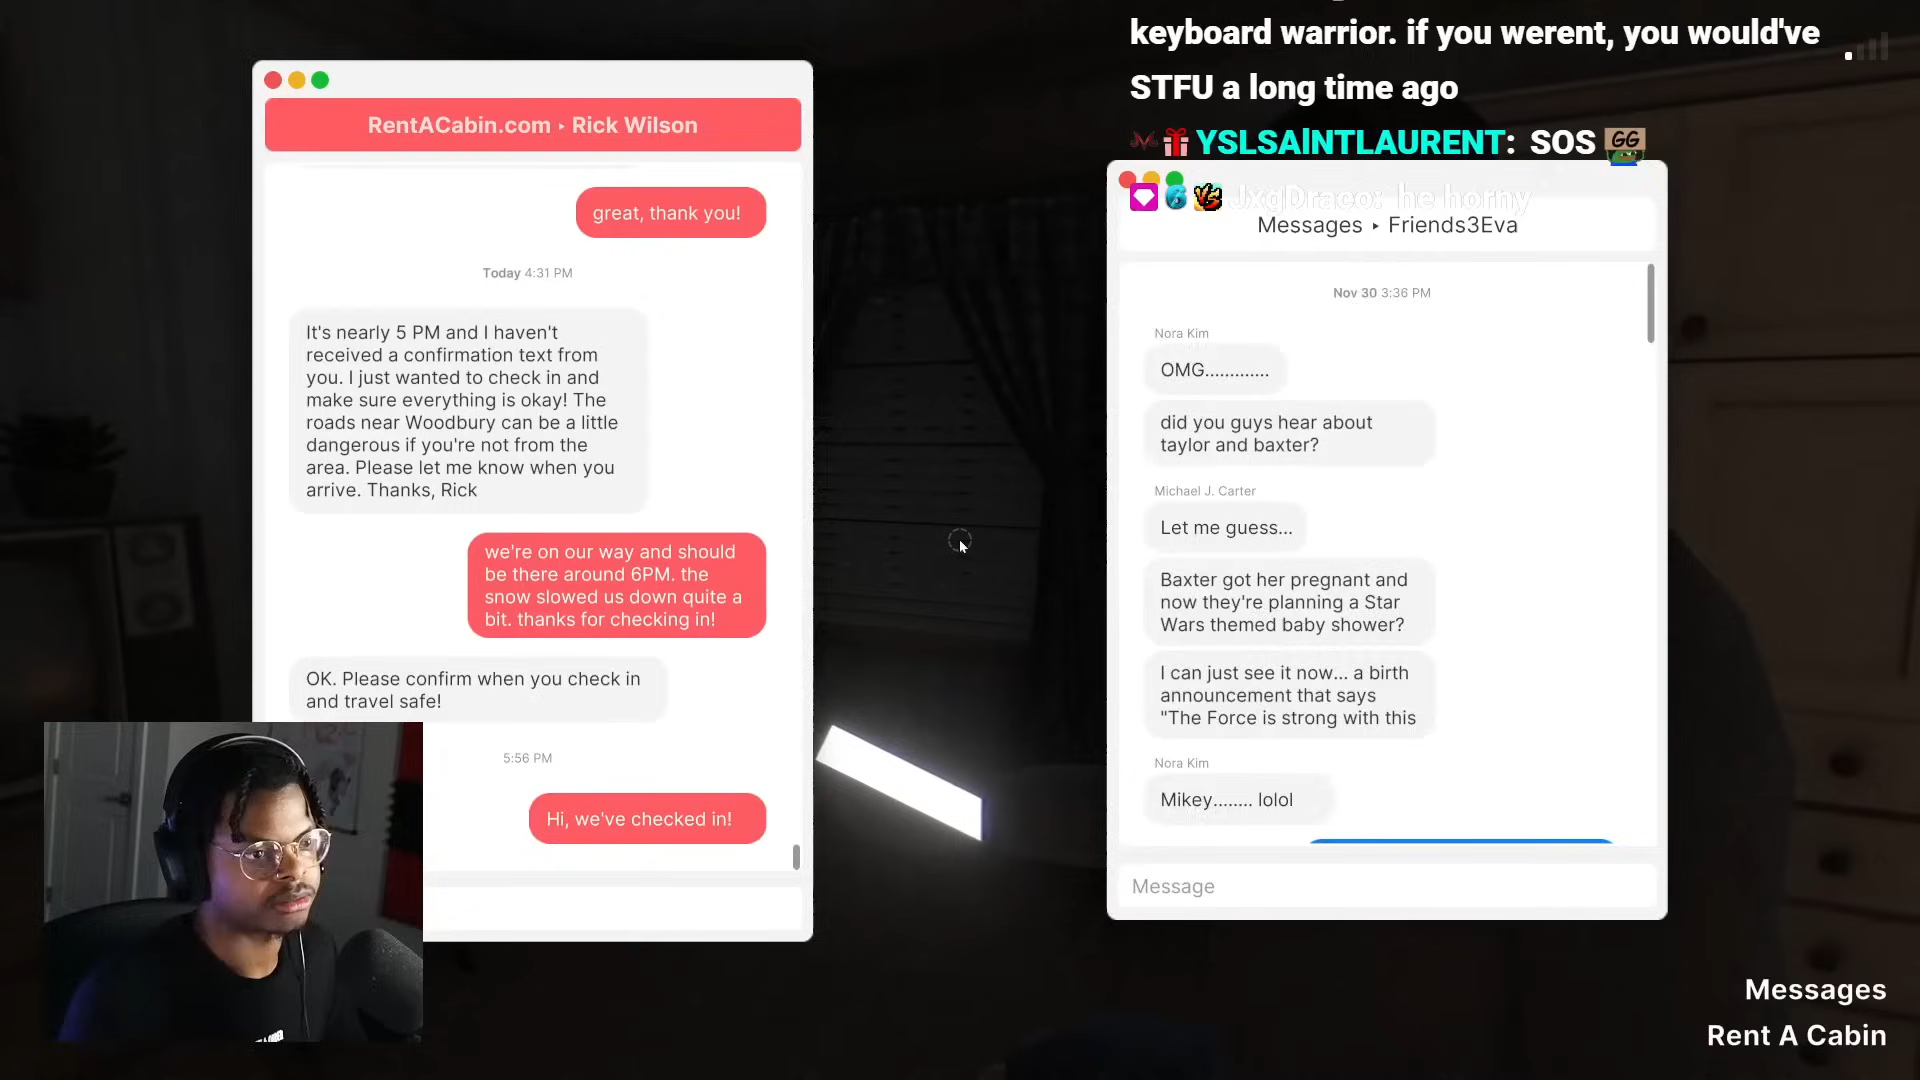 keyboard warrior. if you werent, you would've
STFU a long time ago
YSLSAINTLAURENT: SOS
GG
JxgDraco: he horny
RentACabin.com ‣ Rick Wilson
great, thank you!
Today 4:31 PM
It's nearly 5 PM and I haven't
received a confirmation text from
you. I just wanted to check in and
make sure everything is okay! The
roads near Woodbury can be a little
dangerous if you're not from the
area. Please let me know when you
arrive. Thanks, Rick
we're on our way and should
be there around 6PM. the
snow slowed us down quite a
bit. thanks for checking in!
OK. Please confirm when you check in
and travel safe!
5:56 PM
Hi, we've checked in!
Messages ‣ Friends3Eva
Nov 30 3:36 PM
Nora Kim
OMG.............
did you guys hear about
taylor and baxter?
Michael J. Carter
Let me guess...
Baxter got her pregnant and
now they're planning a Star
Wars themed baby shower?
I can just see it now... a birth
announcement that says
"The Force is strong with this
Nora Kim
Mikey........ lolol
Message
Messages
Rent A Cabin